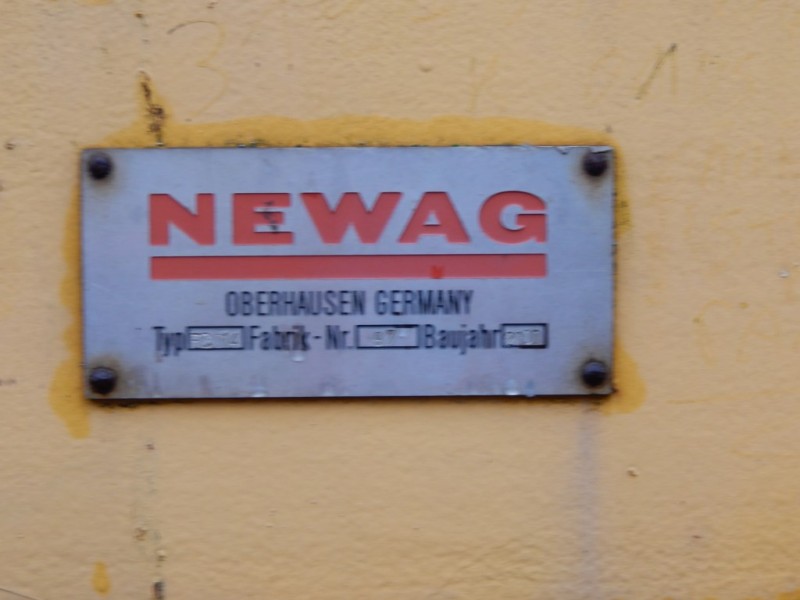 NEWAG
OBERHAUSEN GERMANY
Typ Fabrik-Nr. Baujahr